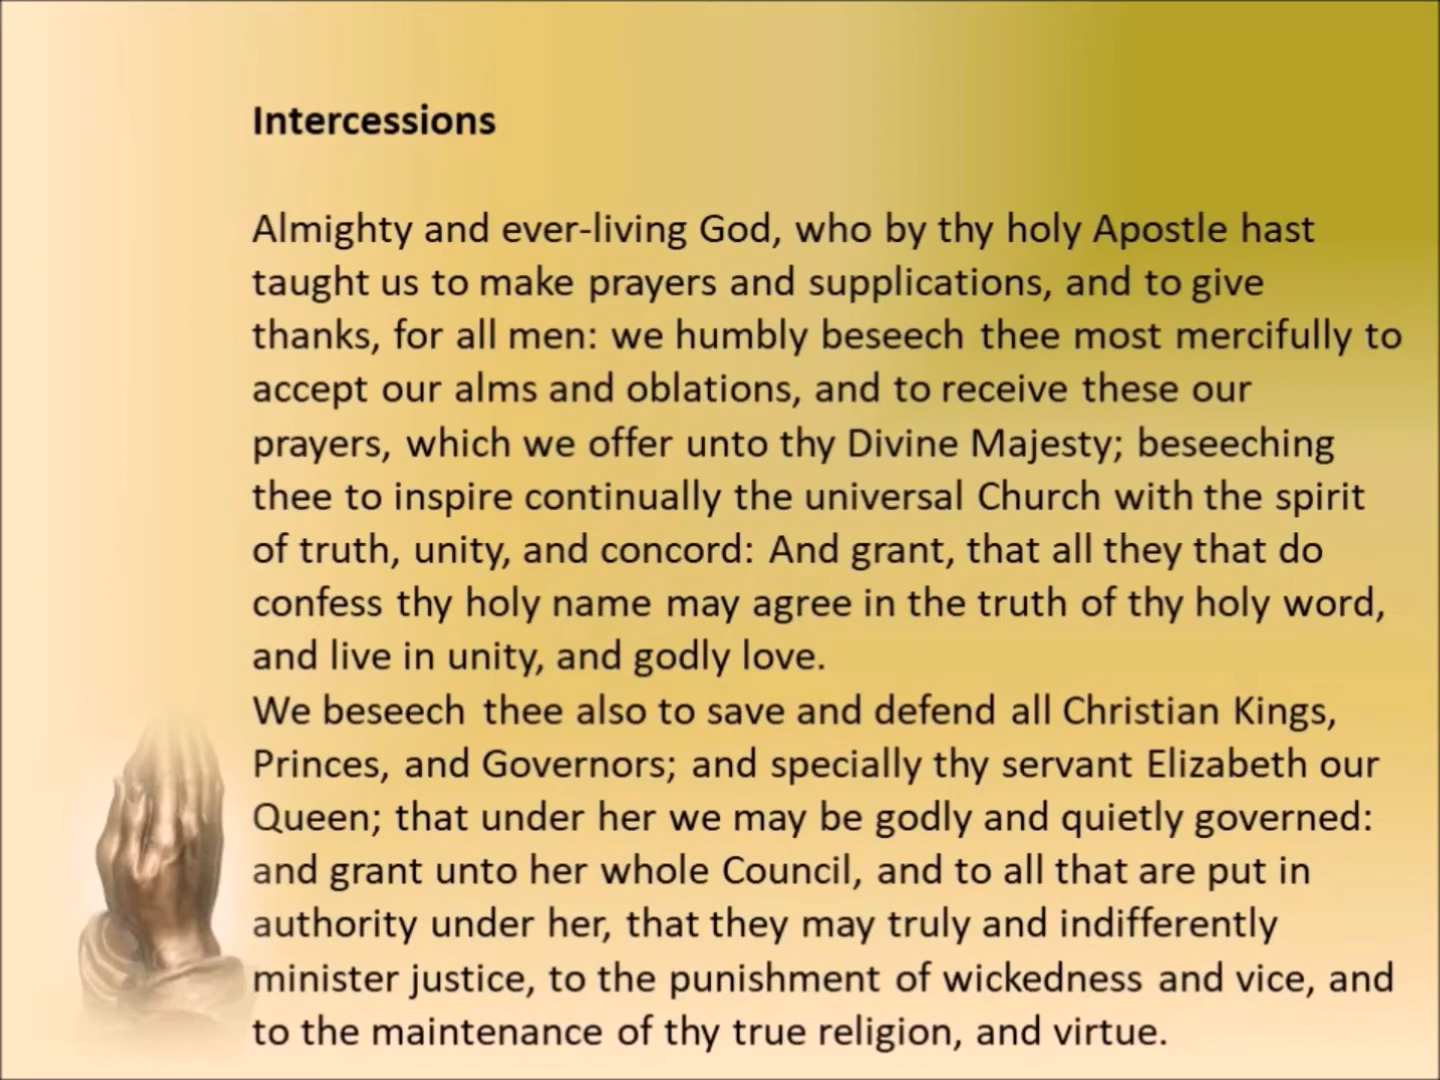 Intercessions
Almighty and ever-living God, who by thy holy Apostle hast
taught us to make prayers and supplications, and to give
thanks, for all men: we humbly beseech thee most mercifully to
accept our alms and oblations, and to receive these our
prayers, which we offer unto thy Divine Majesty; beseeching
thee to inspire continually the universal Church with the spirit
of truth, unity, and concord: And grant, that all they that do
confess thy holy name may agree in the truth of thy holy word,
and live in unity, and godly love.
We beseech thee also to save and defend all Christian Kings,
Princes, and Governors; and specially thy servant Elizabeth our
Queen; that under her we may be godly and quietly governed:
and grant unto her whole Council, and to all that are put in
authority under her, that they may truly and indifferently
minister justice, to the punishment of wickedness and vice, and
to the maintenance of thy true religion, and virtue.